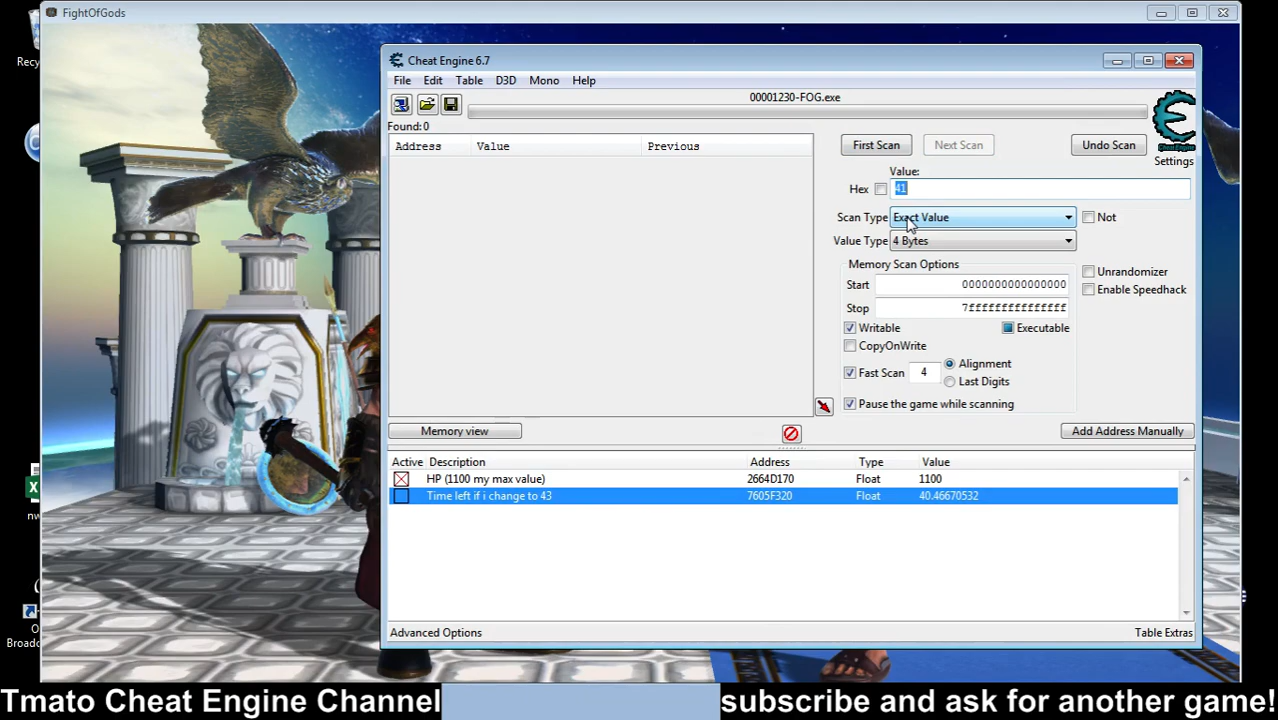 FightOfGods
Recy
Cheat Engine 6.7
File Edit Table D3D Mono Help
00001230-FOG.exe
Found:0
Address Value Previous
First Scan Next Scan Undo Scan
Cheat Engine
Settings
Value:
Hex 41
Scan Type Exact Value Not
Value Type 4 Bytes
Memory Scan Options
Start 0000000000000000
Unrandomizer
Enable Speedhack
Stop 7fffffffffffffff
Writable Executable
CopyOnWrite
Fast Scan 4 Alignment
Last Digits
Pause the game while scanning
Memory view Add Address Manually
Active Description Address Type Value
HP (1100 my max value) 2664D170 Float 1100
Time left if i change to 43 7605F320 Float 40.46670532
nw
O
Broadc
Advanced Options Table Extras
Tmato Cheat Engine Channel subscribe and ask for another game!